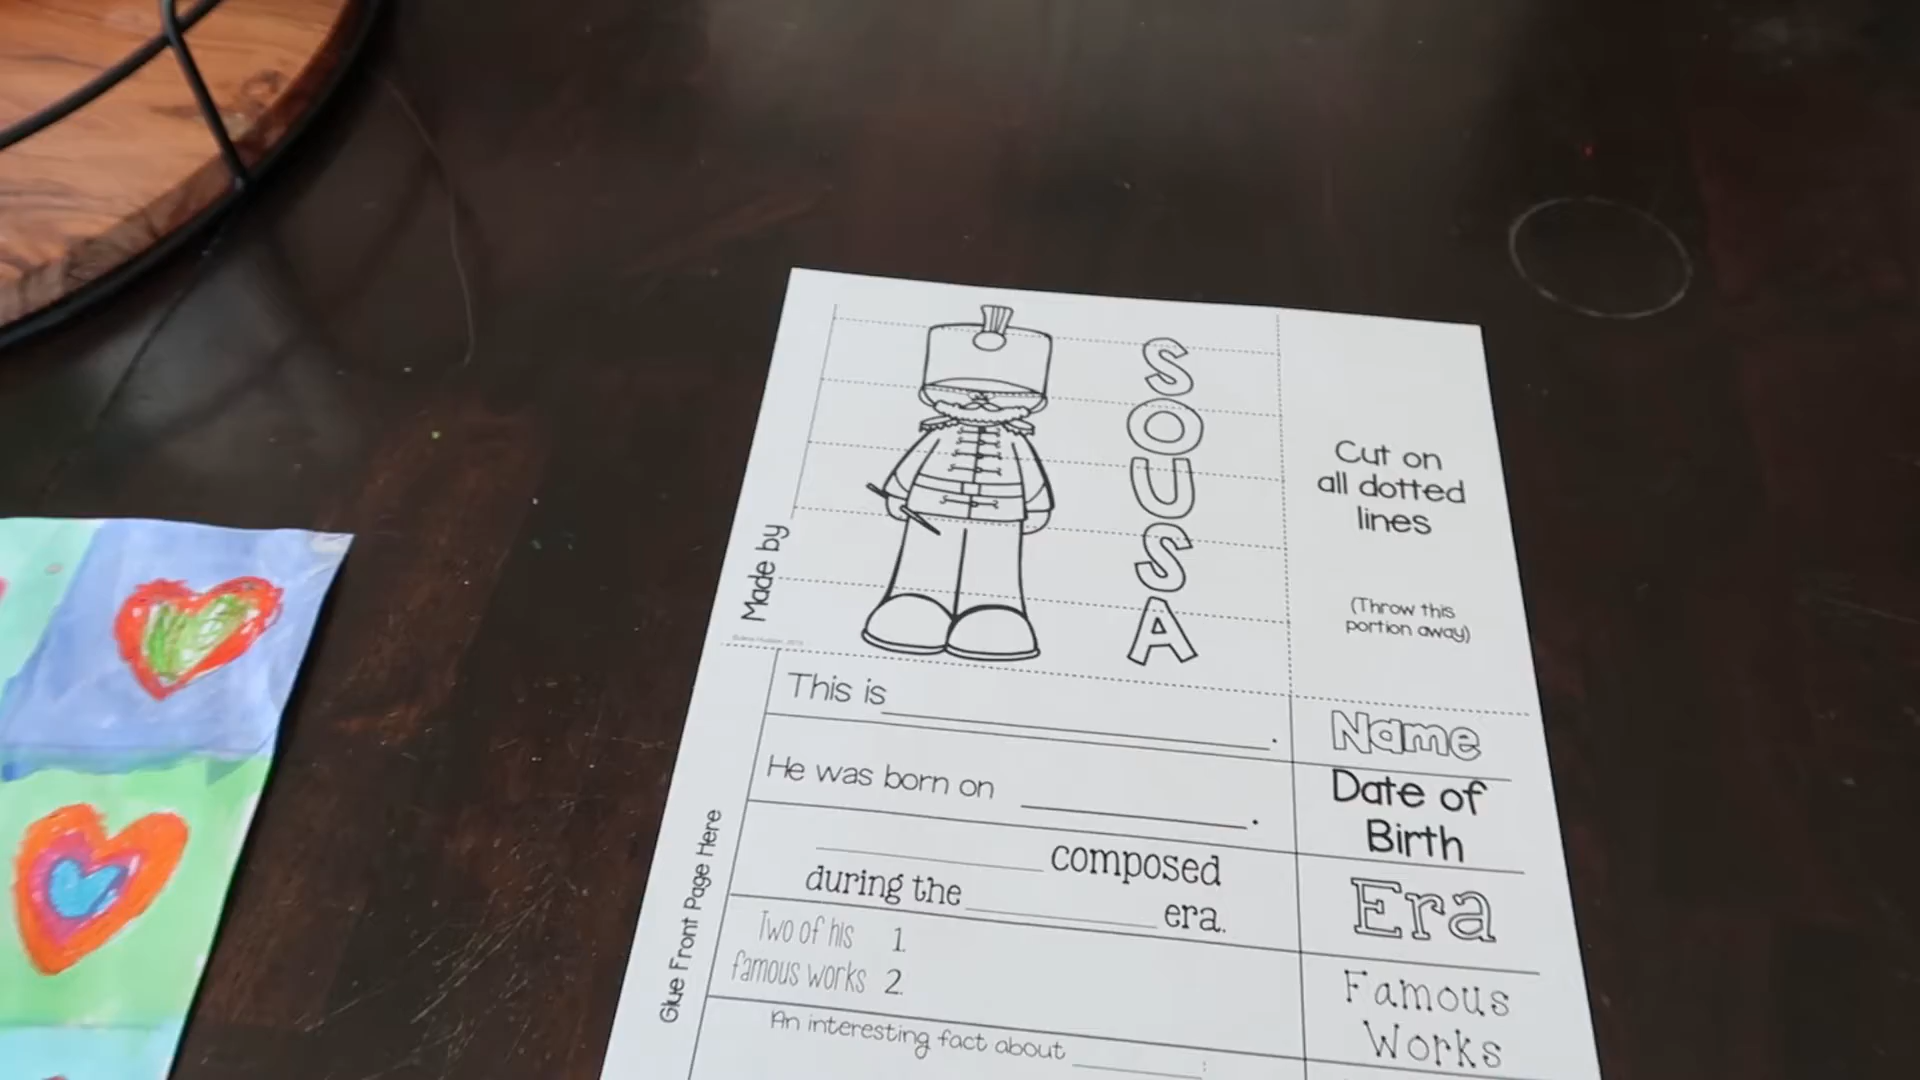 S
O
U
S
A
Made by
Cut on
all dotted
lines
(Throw this
portion away)
This is
.
Name
He was born on
.
Date of
Birth
composed
during the era.
Era
Two of his 1.
famous works 2.
Famous
Works
An interesting fact about :
Glue Front Page Here